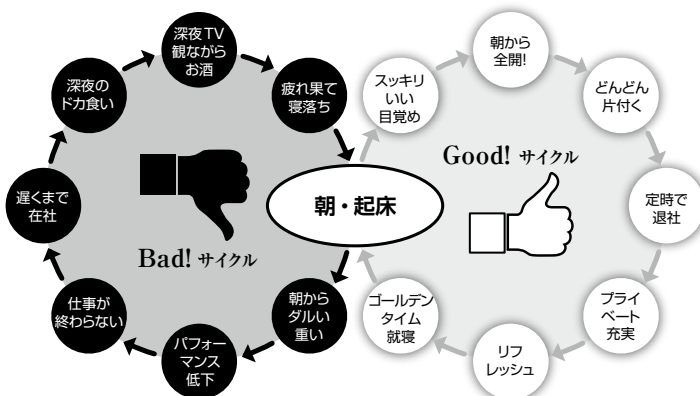 深夜TV
観ながら
お酒
疲れ果て
寝落ち
朝・起床
朝から
ダルい
重い
パフォー
マンス
低下
仕事が
終わらない
遅くまで
在社
深夜の
ドカ食い
Bad! サイクル
スッキリ
いい
目覚め
朝から
全開!
どんどん
片付く
定時で
退社
プライ
ベート
充実
リフ
レッシュ
ゴールデン
タイム
就寝
Good! サイクル